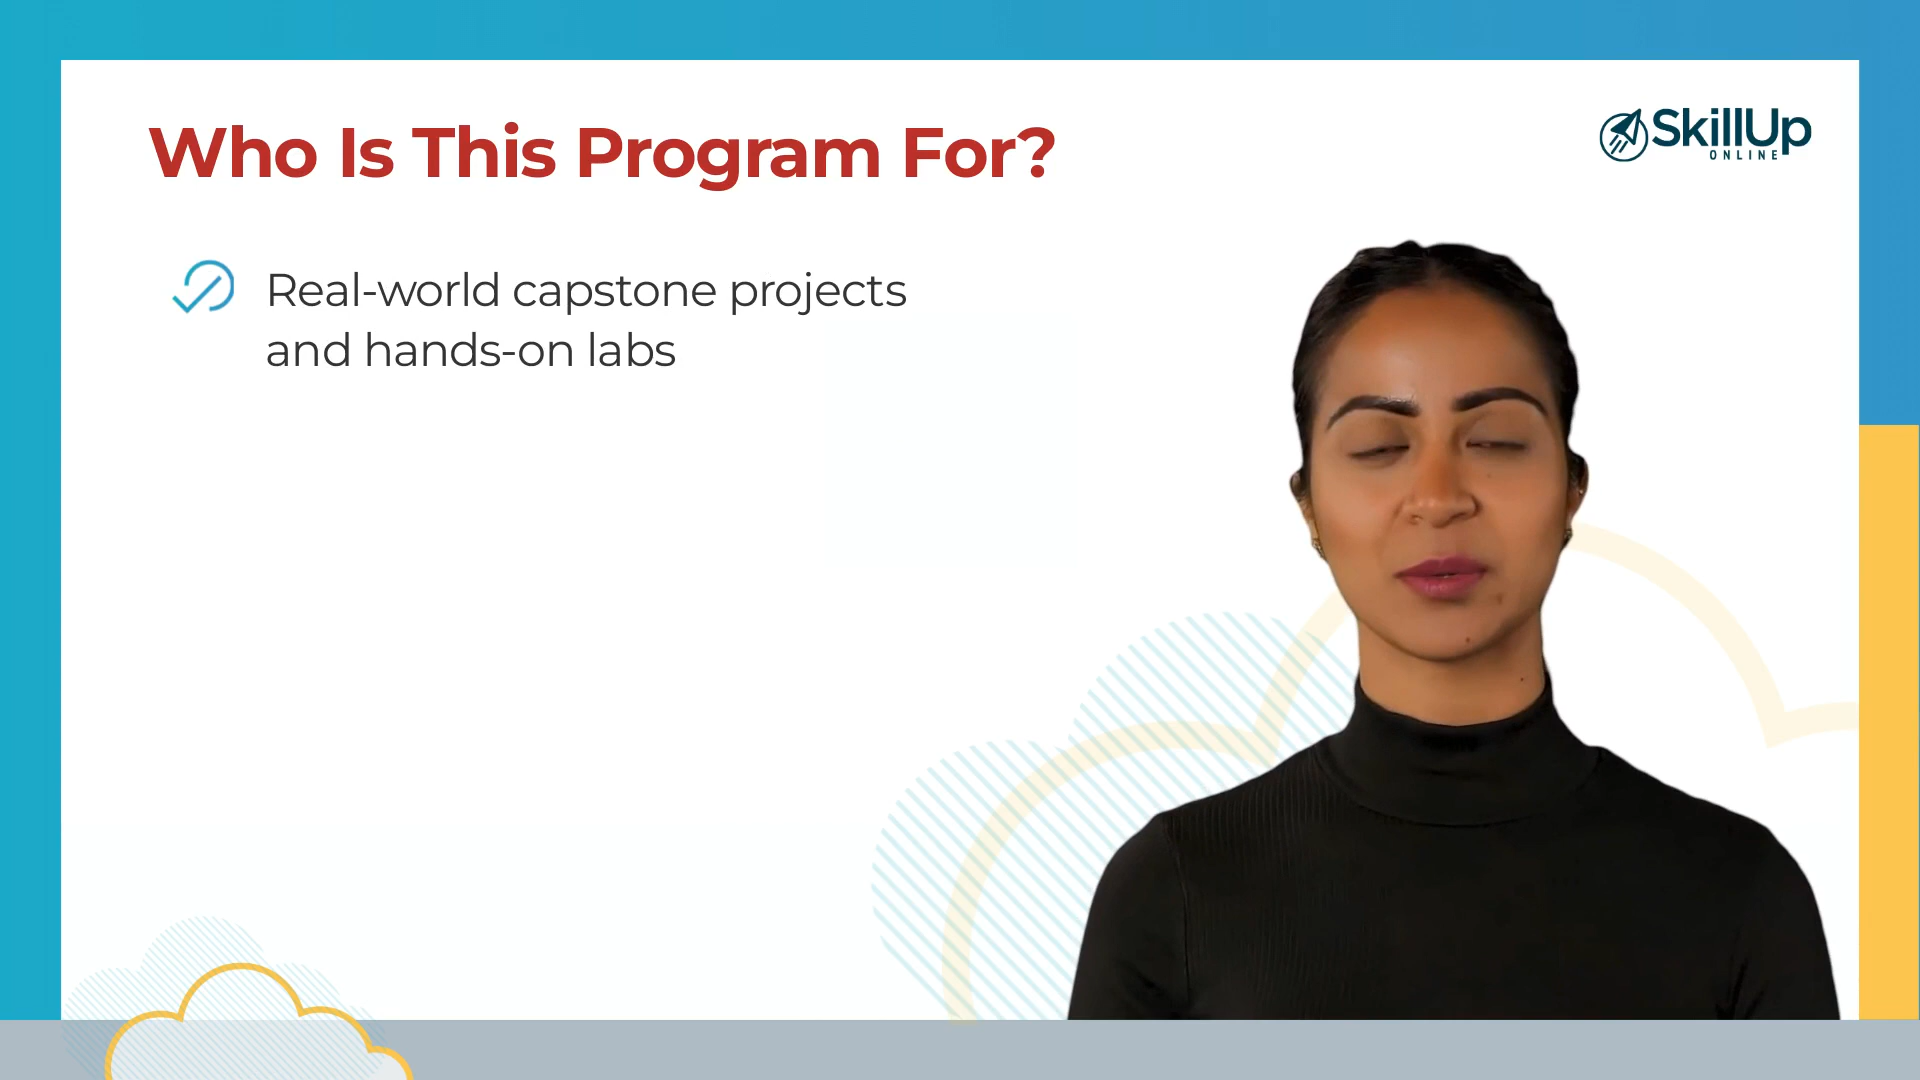 Who Is This Program For?
SkillUp
ONLINE
Real-world capstone projects
and hands-on labs